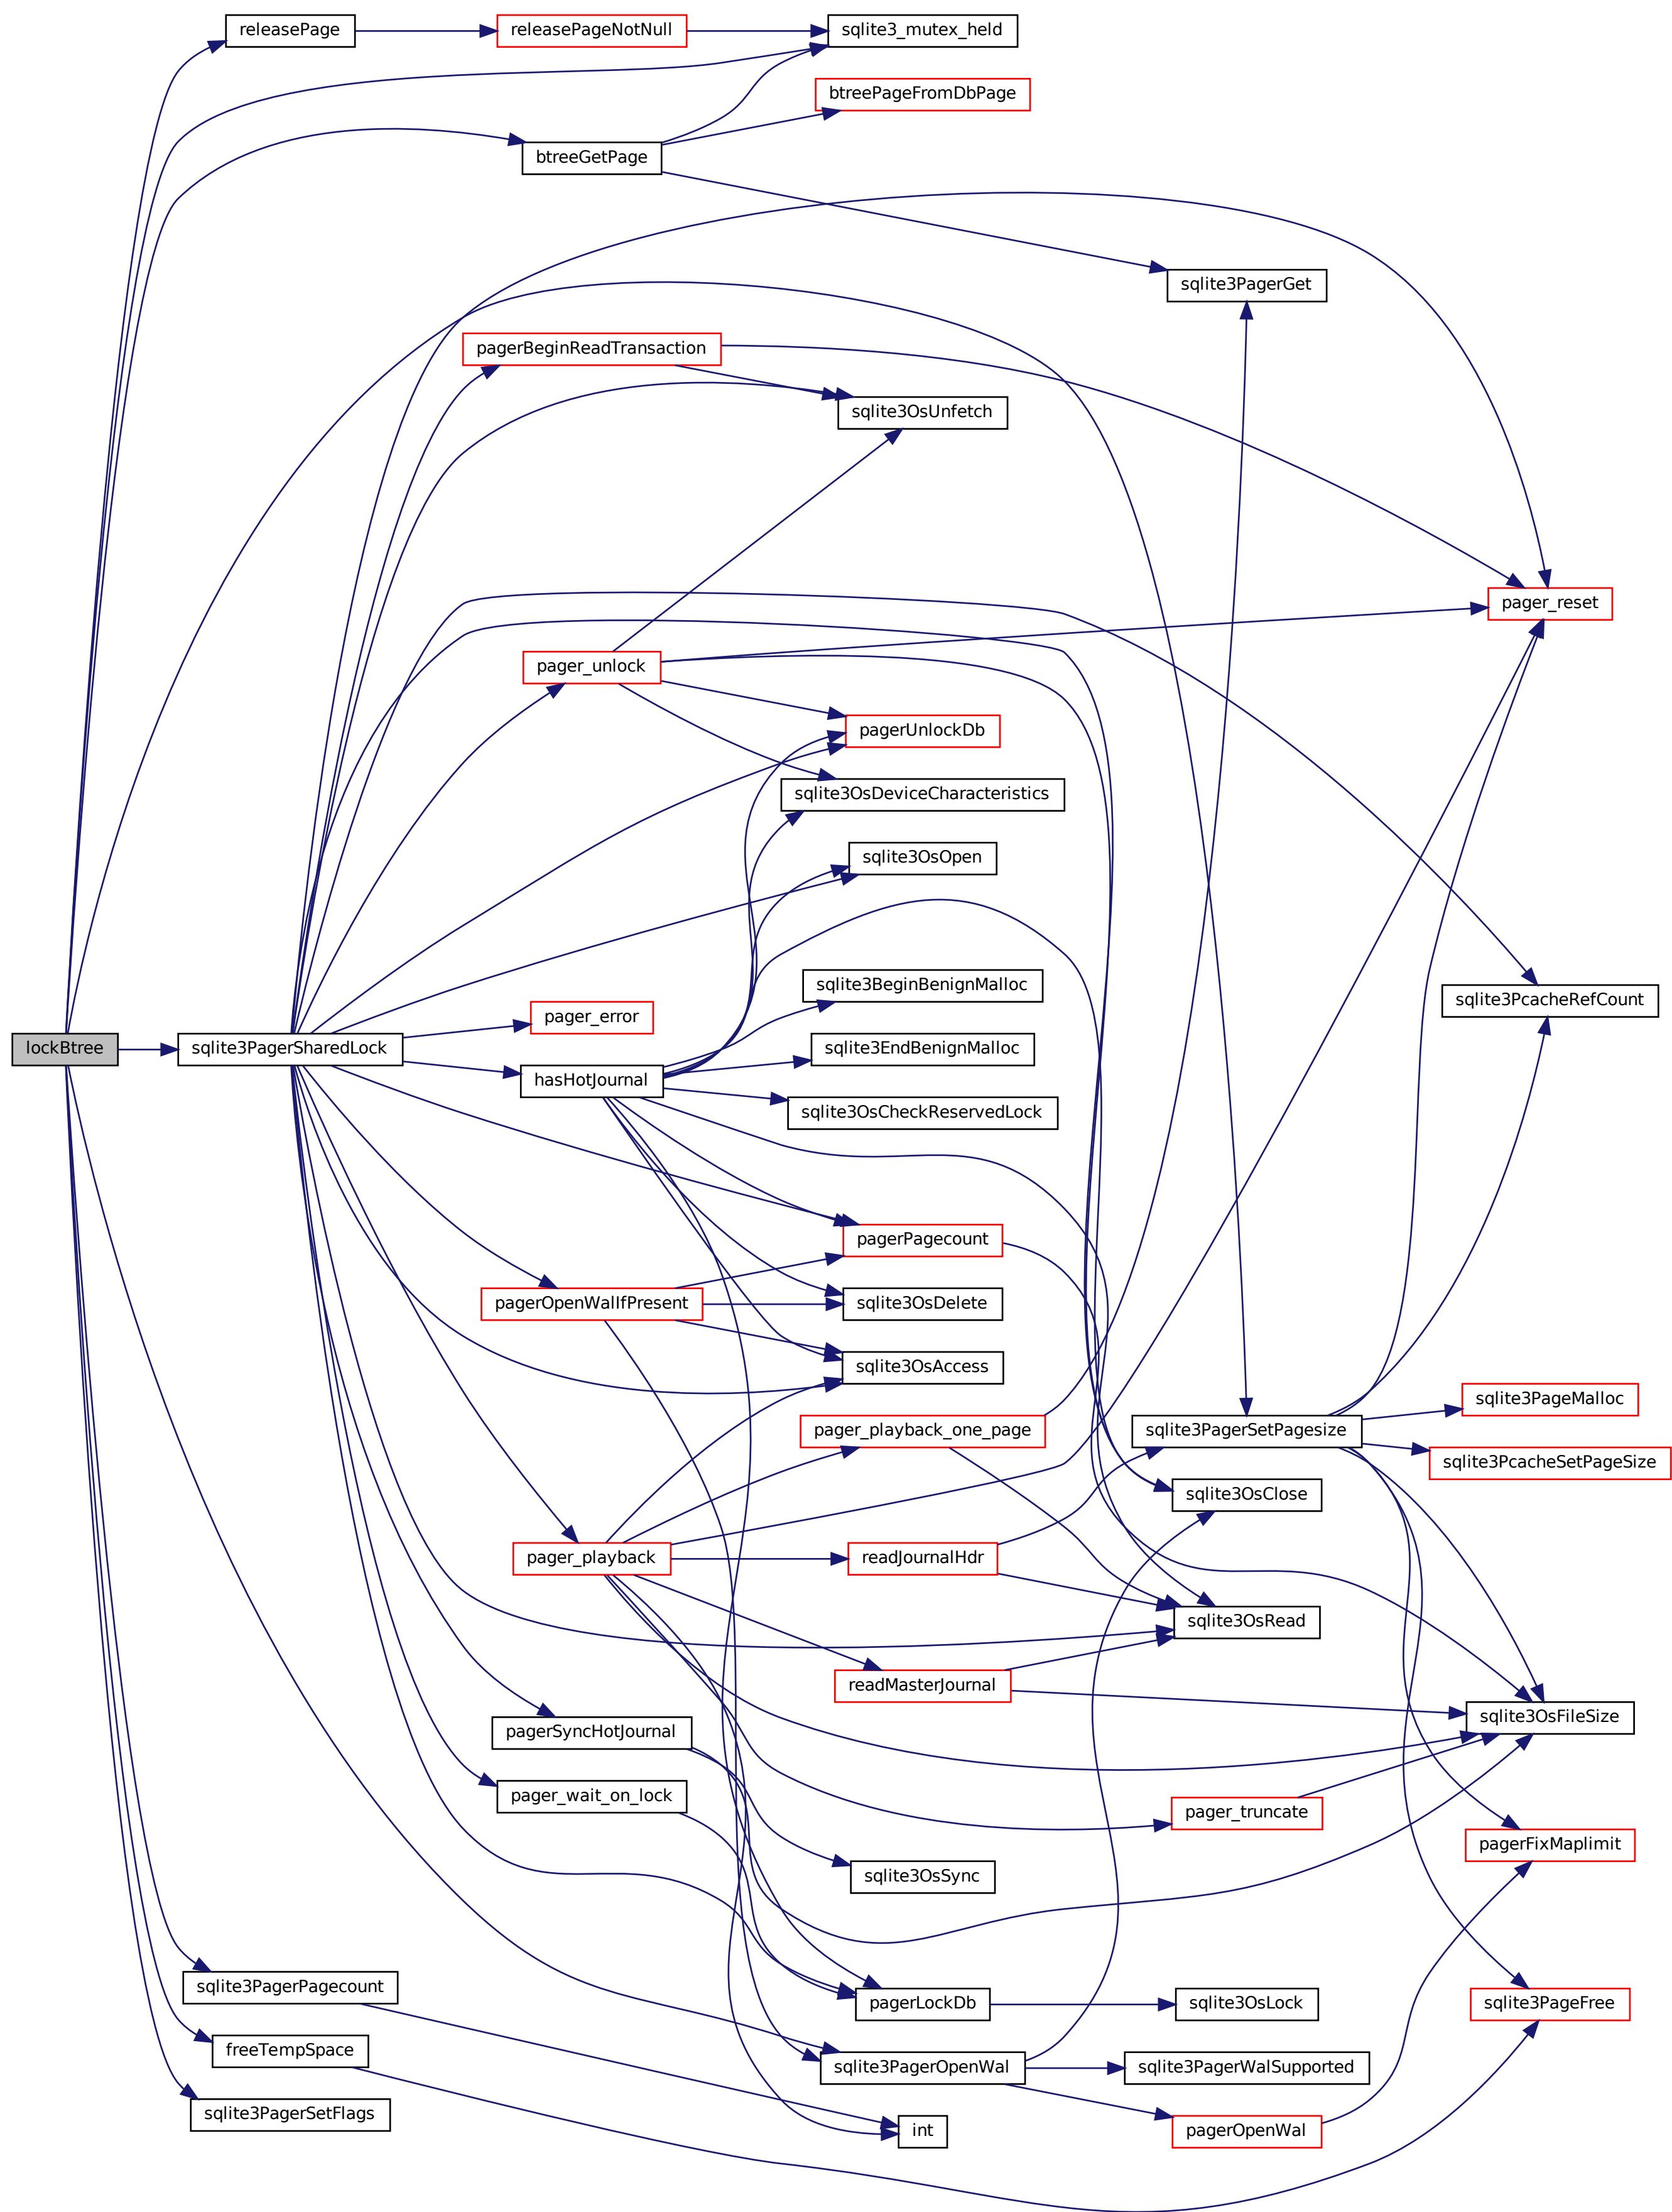 releasePage
releasePageNotNull
sqlite3_mutex_held
btreePageFromDbPage
btreeGetPage
sqlite3PagerGet
pagerBeginReadTransaction
sqlite3OsUnfetch
pager_reset
pager_unlock
pagerUnlockDb
sqlite3OsDeviceCharacteristics
sqlite3OsOpen
sqlite3BeginBenignMalloc
sqlite3PcacheRefCount
pager_error
lockBtree
sqlite3PagerSharedLock
sqlite3EndBenignMalloc
hasHotJournal
sqlite3OsCheckReservedLock
pagerPagecount
pagerOpenWalIfPresent
sqlite3OsDelete
sqlite3OsAccess
sqlite3PageMalloc
pager_playback_one_page
sqlite3PagerSetPagesize
sqlite3PcacheSetPageSize
sqlite3OsClose
pager_playback
readJournalHdr
sqlite3OsRead
readMasterJournal
sqlite3OsFileSize
pagerSyncHotJournal
pager_wait_on_lock
pager_truncate
pagerFixMaplimit
sqlite3OsSync
sqlite3PagerPagecount
pagerLockDb
sqlite3OsLock
sqlite3PageFree
freeTempSpace
sqlite3PagerOpenWal
sqlite3PagerWalSupported
sqlite3PagerSetFlags
int
pagerOpenWal